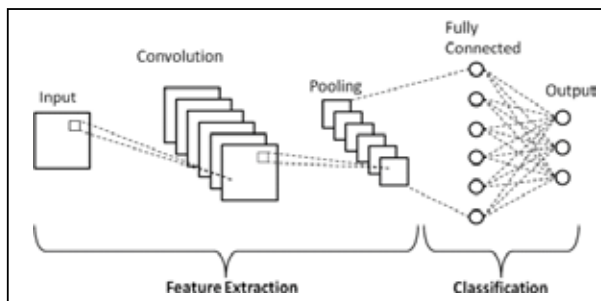 Fully
Connected
Convolution
Pooling
Input
Output
Feature Extraction
Classification